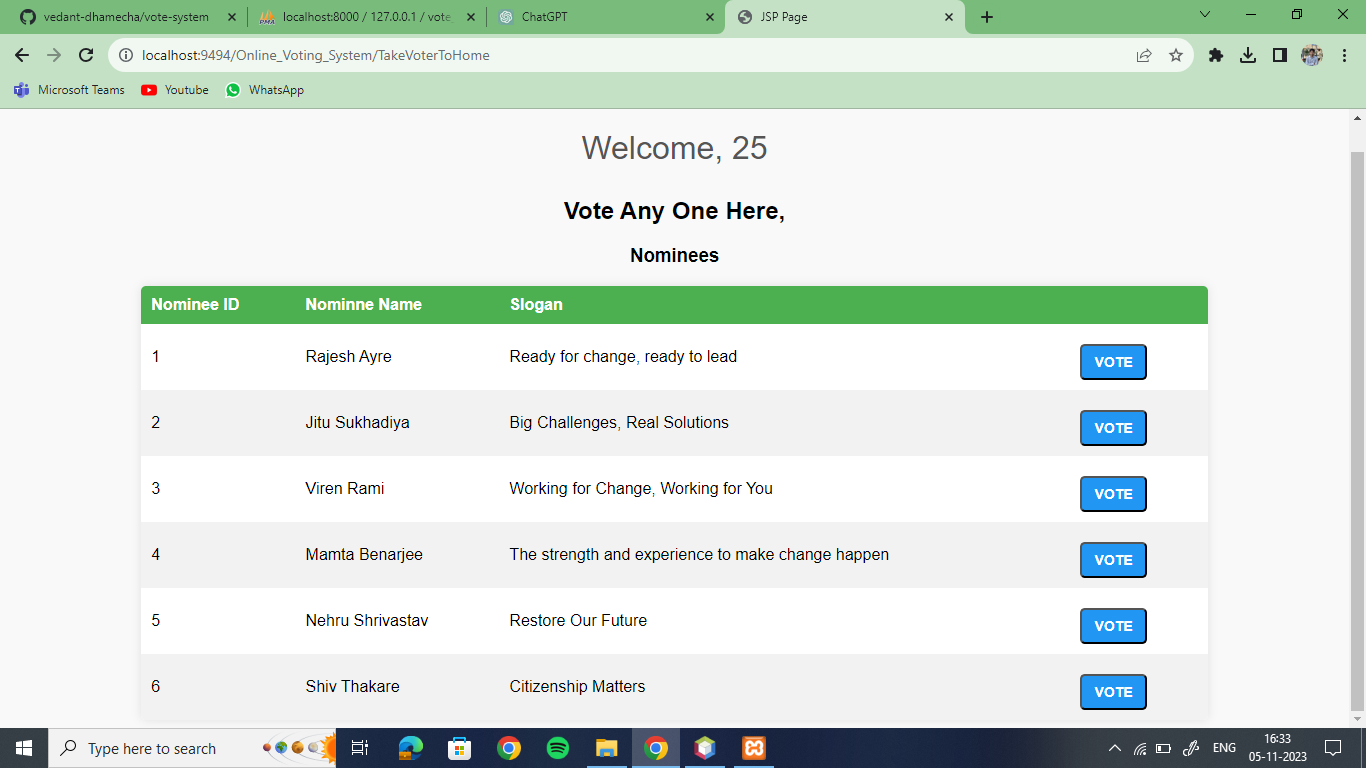 vedant-dhamecha/vote-system
localhost:8000 / 127.0.0.1 / vote
ChatGPT
JSP Page
localhost:9494/Online_Voting_System/TakeVoterToHome
Microsoft Teams
Youtube
WhatsApp
Welcome, 25
Vote Any One Here,
Nominees
Nominee ID Nominne Name Slogan
1 Rajesh Ayre Ready for change, ready to lead VOTE
2 Jitu Sukhadiya Big Challenges, Real Solutions VOTE
3 Viren Rami Working for Change, Working for You VOTE
4 Mamta Benarjee The strength and experience to make change happen VOTE
5 Nehru Shrivastav Restore Our Future VOTE
6 Shiv Thakare Citizenship Matters VOTE
Type here to search
ENG
16:33
05-11-2023